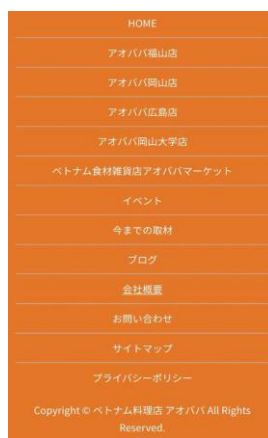 HOME
アオババ福山店
アオババ岡山店
アオババ広島店
アオババ岡山大学店
ベトナム食材雑貨店アオババマーケット
イベント
今までの取材
ブログ
会社概要
お問い合わせ
サイトマップ
プライバシーポリシー
Copyright © ベトナム料理店 アオババ All Rights
Reserved.